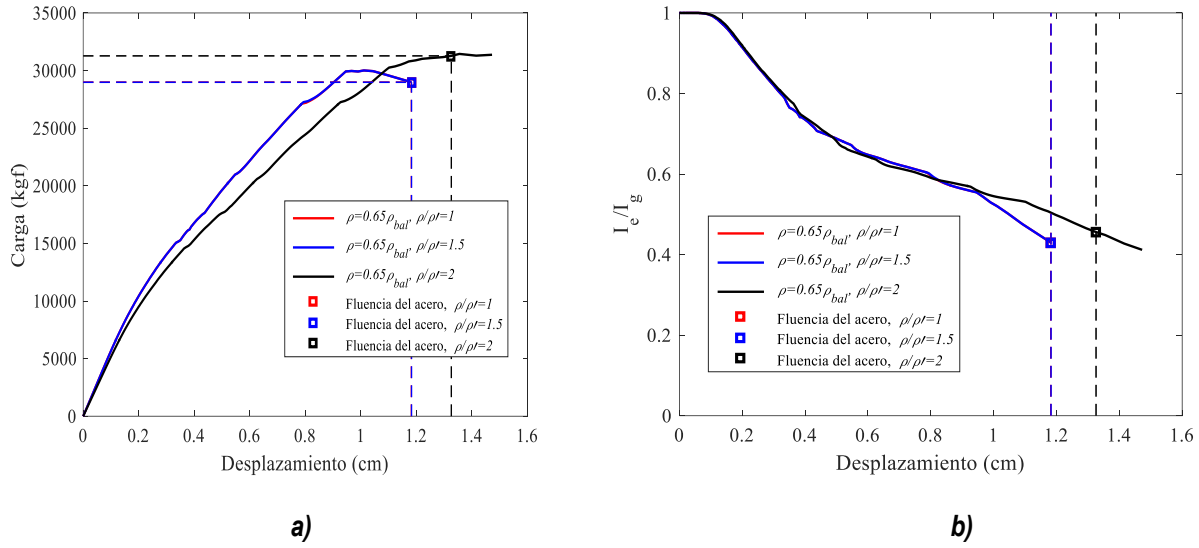 35000
30000
25000
20000
15000
10000
5000
0
Carga (kgf)
0 0.2 0.4 0.6 0.8 1 1.2 1.4 1.6
Desplazamiento (cm)
ρ=0.65ρbal, ρ/ρ′=1
ρ=0.65ρbal, ρ/ρ′=1.5
ρ=0.65ρbal, ρ/ρ′=2
Fluencia del acero, ρ/ρ′=1
Fluencia del acero, ρ/ρ′=1.5
Fluencia del acero, ρ/ρ′=2
a)
1
0.8
0.6
0.4
0.2
0
Ie/Ig
0 0.2 0.4 0.6 0.8 1 1.2 1.4 1.6
Desplazamiento (cm)
ρ=0.65ρbal, ρ/ρ′=1
ρ=0.65ρbal, ρ/ρ′=1.5
ρ=0.65ρbal, ρ/ρ′=2
Fluencia del acero, ρ/ρ′=1
Fluencia del acero, ρ/ρ′=1.5
Fluencia del acero, ρ/ρ′=2
b)